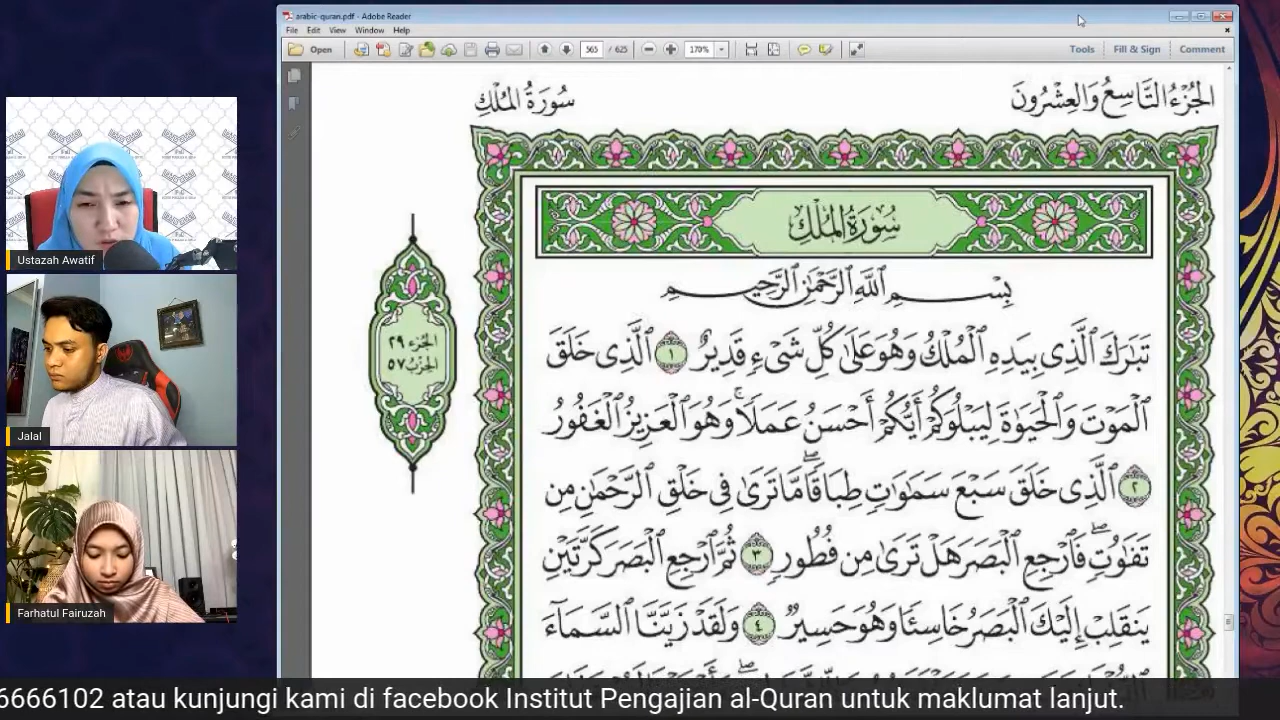 arabic-quran.pdf - Adobe Reader
File Edit View Window Help
Open 565 / 625 170% Tools Fill & Sign Comment
سُورَةُ المُلْكِ
الجُزْءُ التَّاسِعُ وَالعِشْرُونَ
سُورَةُ المُلْكِ
بِسْمِ ٱللَّهِ ٱلرَّحْمَٰنِ ٱلرَّحِيمِ
تَبَٰرَكَ ٱلَّذِى بِيَدِهِ ٱلْمُلْكُ وَهُوَ عَلَىٰ كُلِّ شَىْءٍ قَدِيرٌ ١ ٱلَّذِى خَلَقَ
ٱلْمَوْتَ وَٱلْحَيَوٰةَ لِيَبْلُوَكُمْ أَيُّكُمْ أَحْسَنُ عَمَلًا ۚ وَهُوَ ٱلْعَزِيزُ ٱلْغَفُورُ
٢ ٱلَّذِى خَلَقَ سَبْعَ سَمَٰوَٰتٍ طِبَاقًا ۖ مَّا تَرَىٰ فِى خَلْقِ ٱلرَّحْمَٰنِ مِن
تَفَٰوُتٍ ۖ فَٱرْجِعِ ٱلْبَصَرَ هَلْ تَرَىٰ مِن فُطُورٍ ٣ ثُمَّ ٱرْجِعِ ٱلْبَصَرَ كَرَّتَيْنِ
يَنقَلِبْ إِلَيْكَ ٱلْبَصَرُ خَاسِئًا وَهُوَ حَسِيرٌ ٤ وَلَقَدْ زَيَّنَّا ٱلسَّمَآءَ
الجزء ٢٩
الحزب ٥٧
Ustazah Awatif
Jalal
Farhatul Fairuzah
6666102 atau kunjungi kami di facebook Institut Pengajian al-Quran untuk maklumat lanjut.